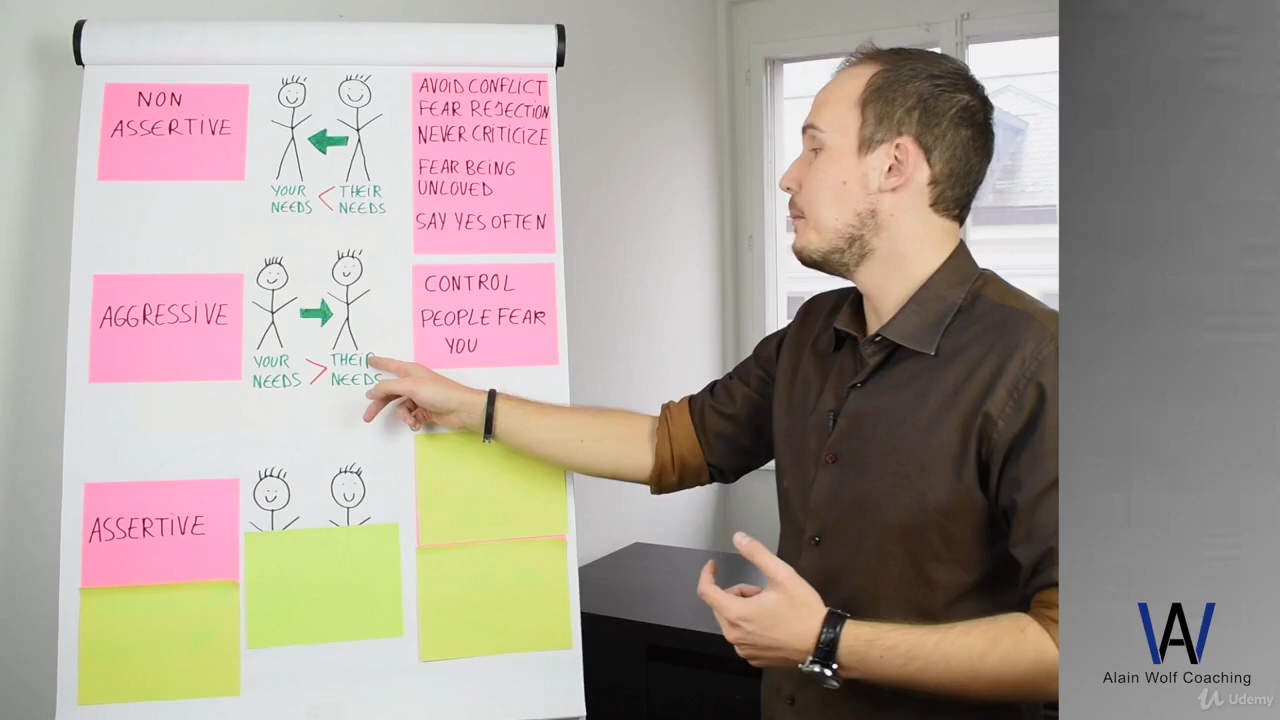 NON
ASSERTIVE
YOUR < THEIR
NEEDS NEEDS
AVOID CONFLICT
FEAR REJECTION
NEVER CRITICIZE
FEAR BEING
UNLOVED
SAY YES OFTEN
AGGRESSIVE
YOUR > THEIR
NEEDS NEEDS
CONTROL
PEOPLE FEAR
YOU
ASSERTIVE
WA
Alain Wolf Coaching
Udemy